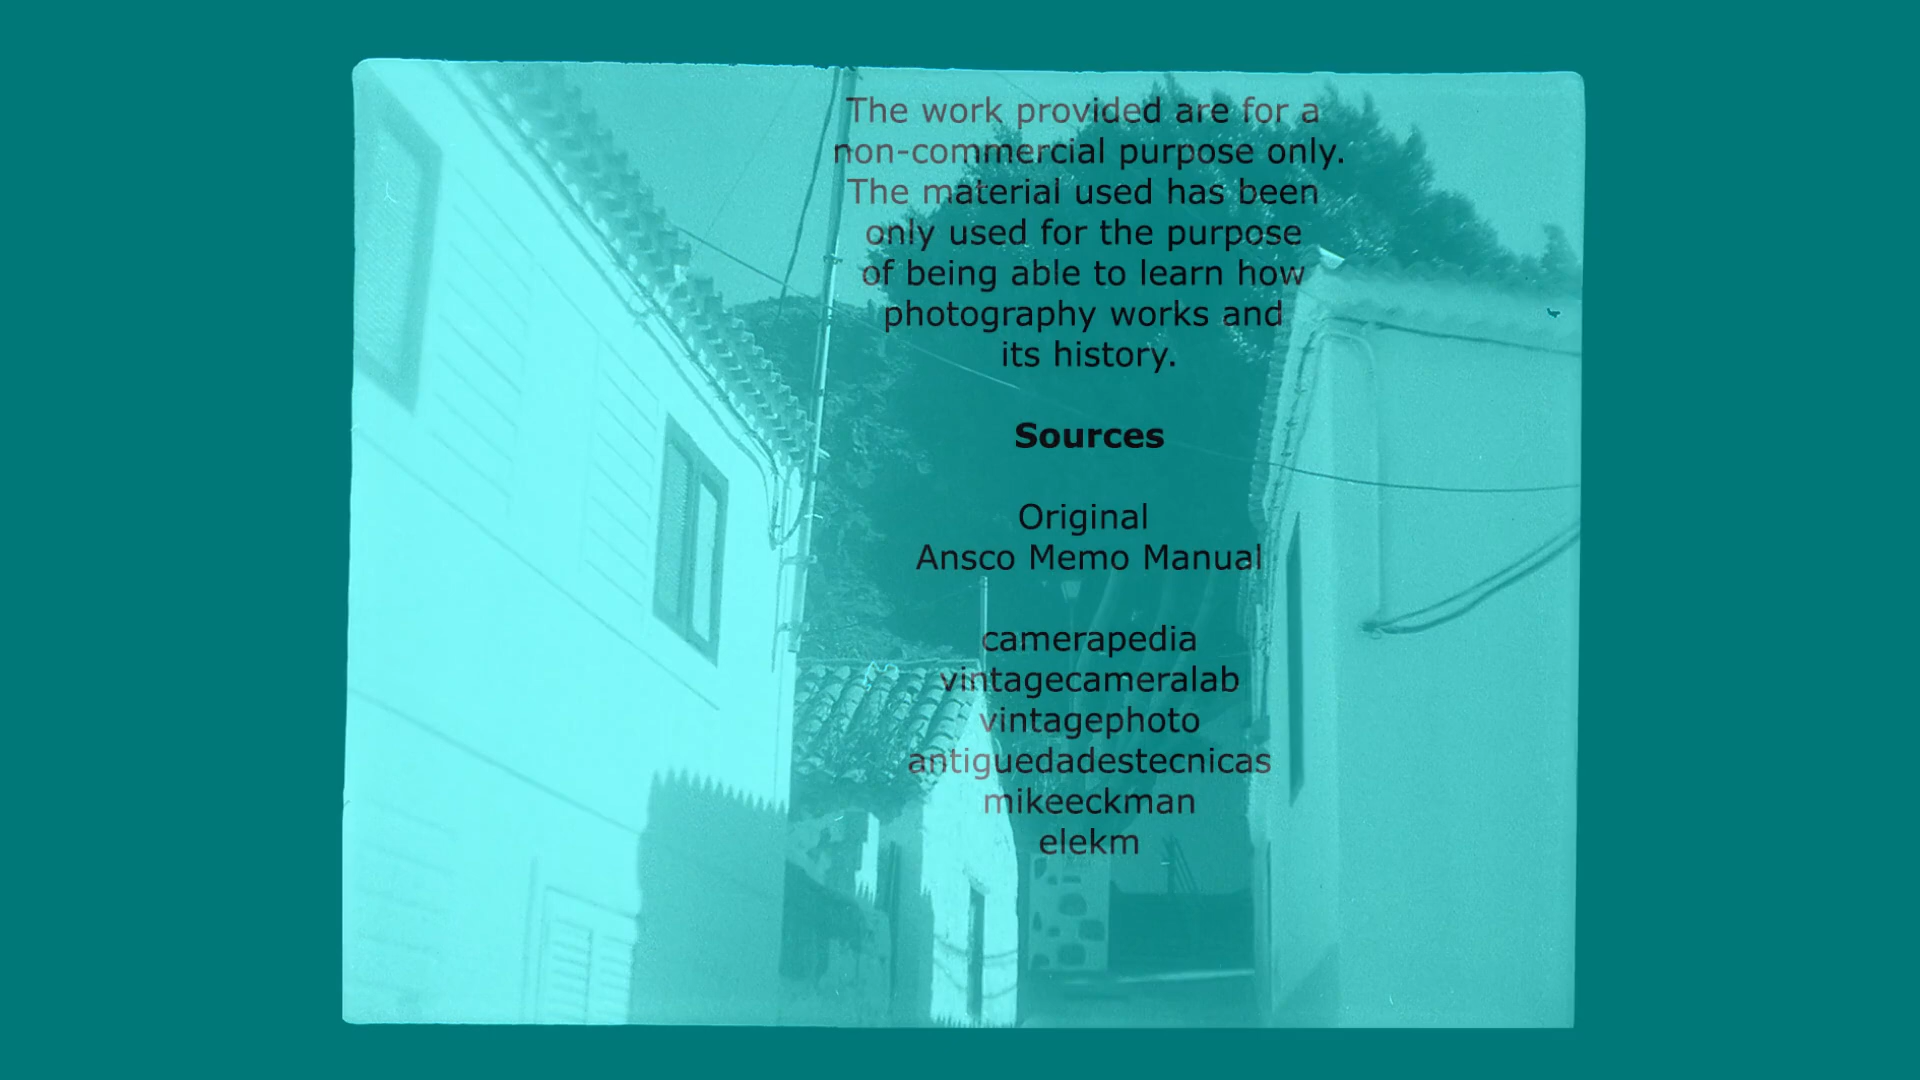 The work provided are for a
non-commercial purpose only.
The material used has been
only used for the purpose
of being able to learn how
photography works and
its history.
Sources
Original
Ansco Memo Manual
camerapedia
vintagecameralab
vintagephoto
antiguedadestecnicas
mikeeckman
elekm